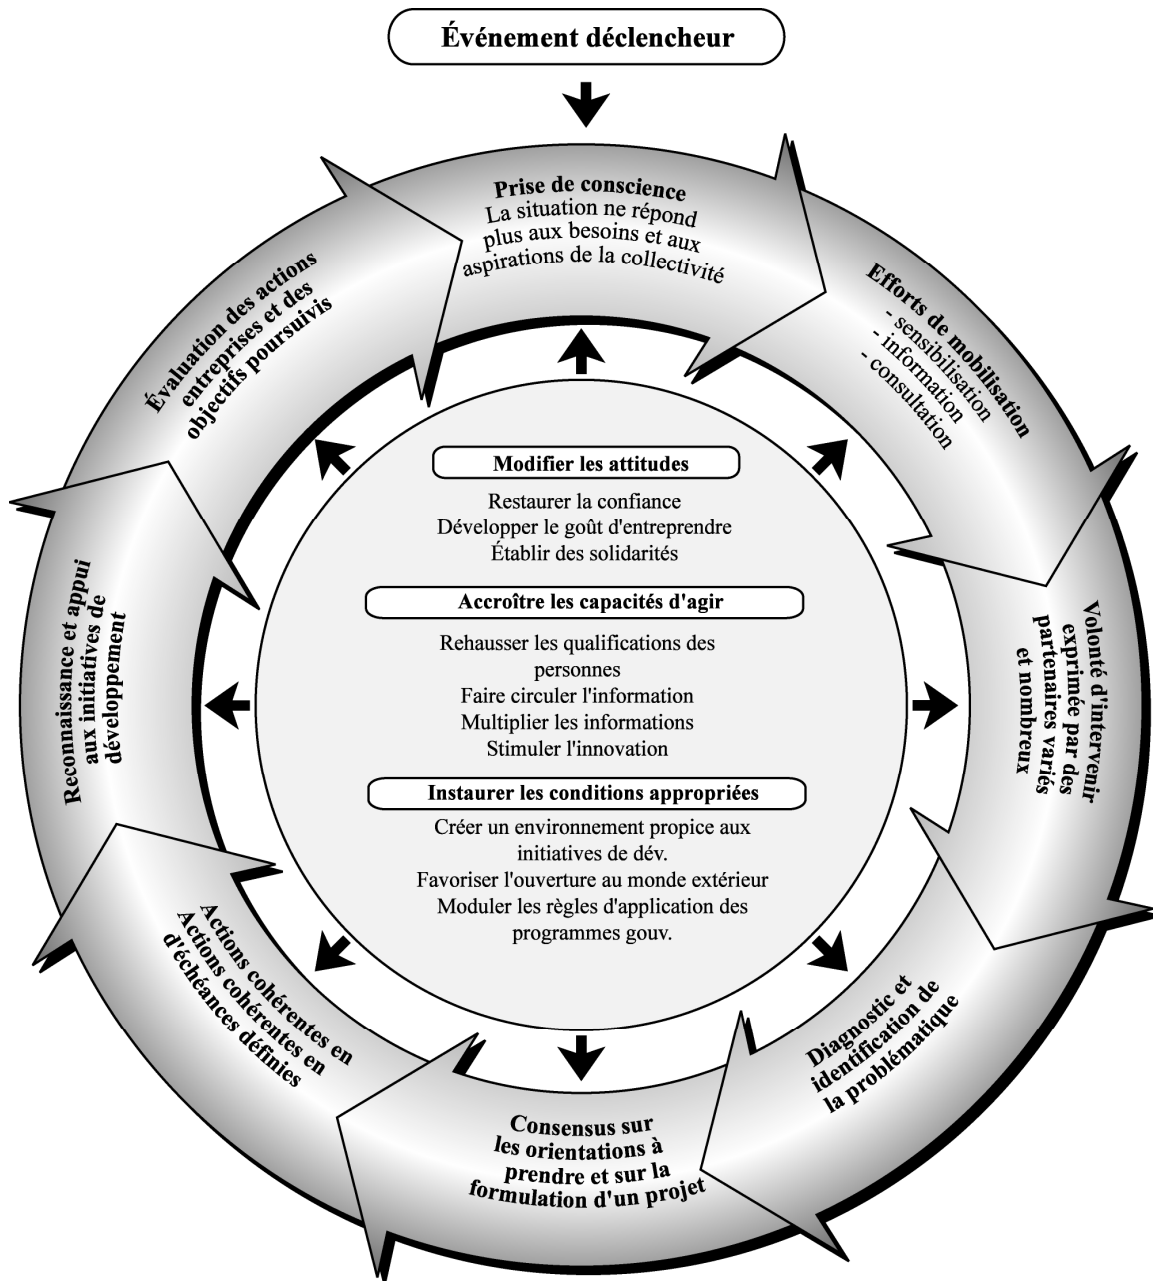 Événement déclencheur
Prise de conscience
La situation ne répond
plus aux besoins et aux
aspirations de la collectivité
Efforts de mobilisation
- sensibilisation
- information
- consultation
Volonté d'intervenir
exprimée par des
partenaires variés
et nombreux
Diagnostic et
identification de
la problématique
Consensus sur
les orientations à
prendre et sur la
formulation d'un projet
Actions cohérentes en
Actions cohérentes en
d'échéances définies
Reconnaissance et appui
aux initiatives de
développement
Évaluation des actions
entreprises et des
objectifs poursuivis
Modifier les attitudes
Restaurer la confiance
Développer le goût d'entreprendre
Établir des solidarités
Accroître les capacités d'agir
Rehausser les qualifications des
personnes
Faire circuler l'information
Multiplier les informations
Stimuler l'innovation
Instaurer les conditions appropriées
Créer un environnement propice aux
initiatives de dév.
Favoriser l'ouverture au monde extérieur
Moduler les règles d'application des
programmes gouv.